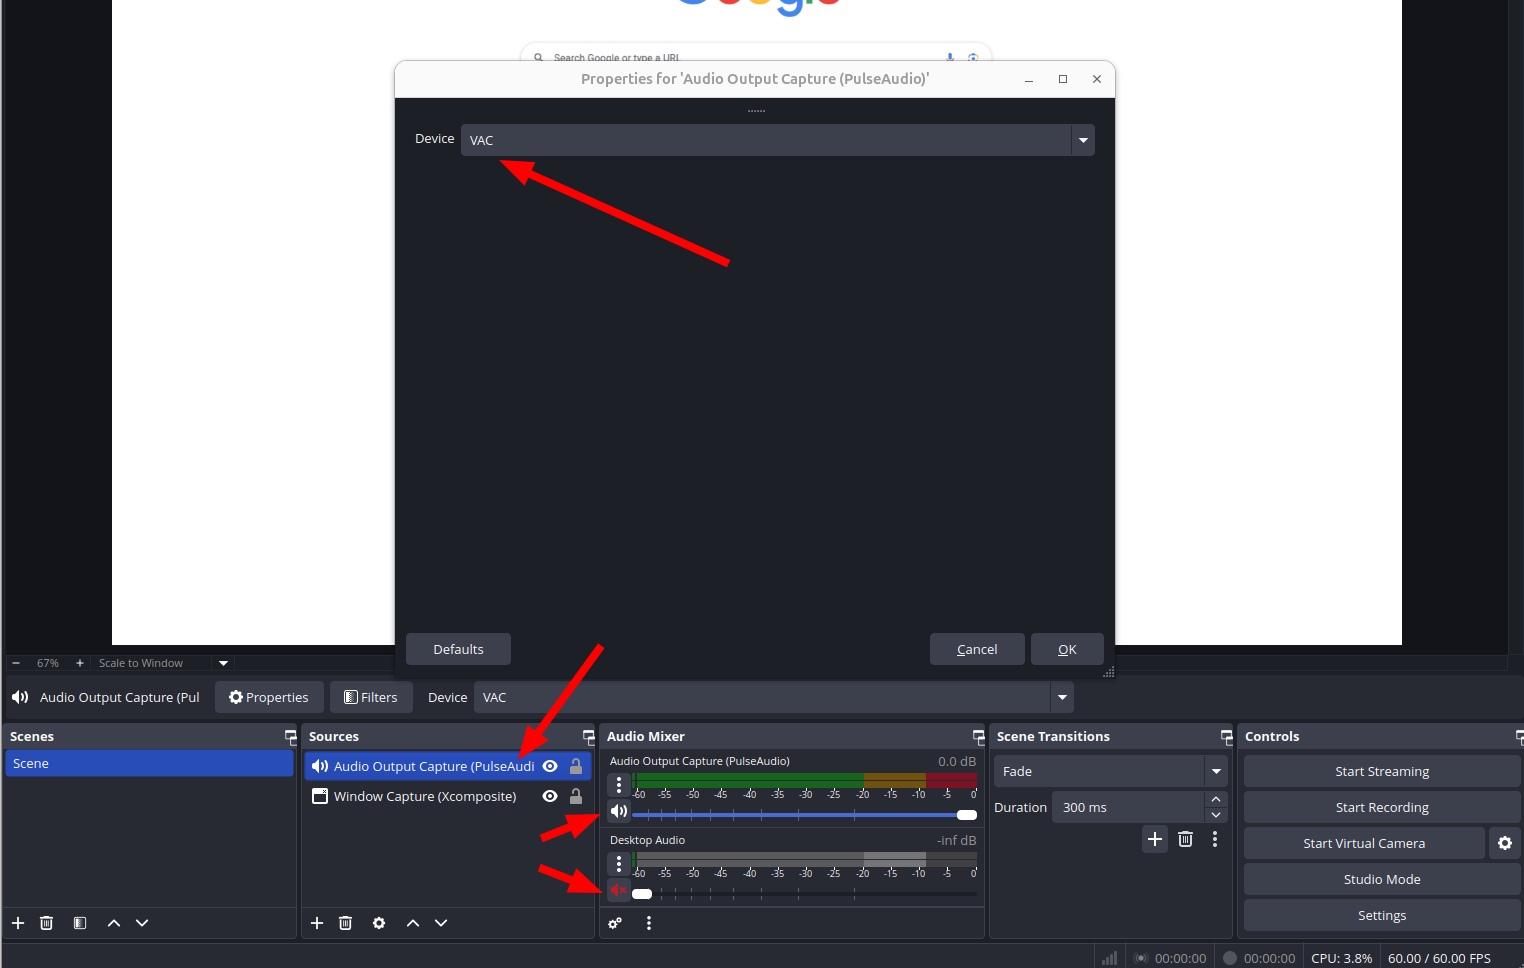 Google
Search Google or type a URL
Properties for 'Audio Output Capture (PulseAudio)'
Device
VAC
Defaults
Cancel
OK
67%
Scale to Window
Audio Output Capture (Pul
Properties
Filters
Device
VAC
Scenes
Scene
Sources
Audio Output Capture (PulseAudi
Window Capture (Xcomposite)
Audio Mixer
Audio Output Capture (PulseAudio)
0.0 dB
-60 -55 -50 -45 -40 -35 -30 -25 -20 -15 -10 -5 0
Desktop Audio
-inf dB
-60 -55 -50 -45 -40 -35 -30 -25 -20 -15 -10 -5 0
Scene Transitions
Fade
Duration
300 ms
Controls
Start Streaming
Start Recording
Start Virtual Camera
Studio Mode
Settings
00:00:00
00:00:00
CPU: 3.8%
60.00 / 60.00 FPS